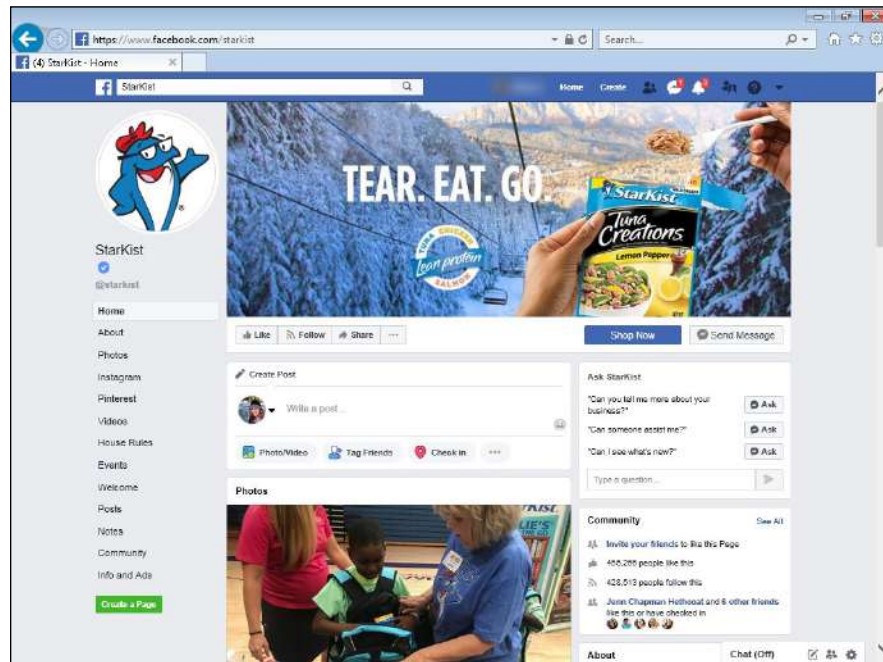 https://www.facebook.com/starkist
Search...
(4) StarKist - Home
StarKist
Home
Create
TEAR. EAT. GO.
StarKist
Tuna
Creations
Lemon Pepper
TUNA CHICKEN
Lean protein
SALMON
StarKist
@starkist
Home
About
Photos
Instagram
Pinterest
Videos
House Rules
Events
Welcome
Posts
Notes
Community
Info and Ads
Create a Page
Like
Follow
Share
Shop Now
Send Message
Create Post
Write a post...
Photo/Video
Tag Friends
Check in
Photos
Ask StarKist
"Can you tell me more about your
business?"
Ask
"Can someone assist me?"
Ask
"Can I see what's new?"
Ask
Type a question...
Community
See All
Invite your friends to like this Page
people like this
people follow this
Jenn Chapman and 6 other friends
like this or have checked in
About
Chat (Off)